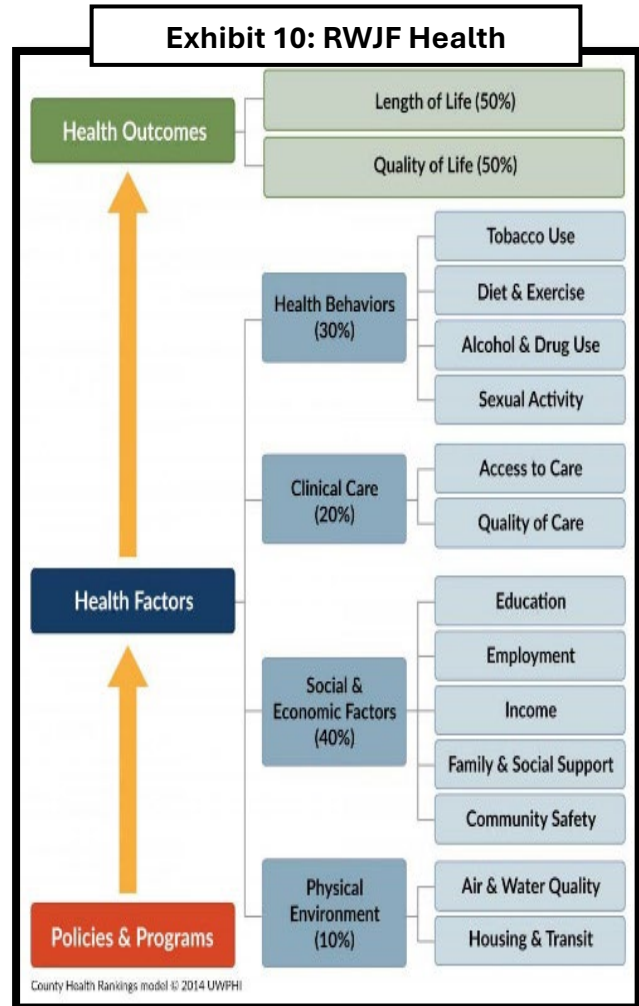 Exhibit 10: RWJF Health
Health Outcomes
Length of Life (50%)
Quality of Life (50%)
Health Behaviors
(30%)
Tobacco Use
Diet & Exercise
Alcohol & Drug Use
Sexual Activity
Clinical Care
(20%)
Access to Care
Quality of Care
Health Factors
Social &
Economic Factors
(40%)
Education
Employment
Income
Family & Social Support
Community Safety
Physical
Environment
(10%)
Air & Water Quality
Housing & Transit
Policies & Programs
County Health Rankings model © 2014 UWPHI